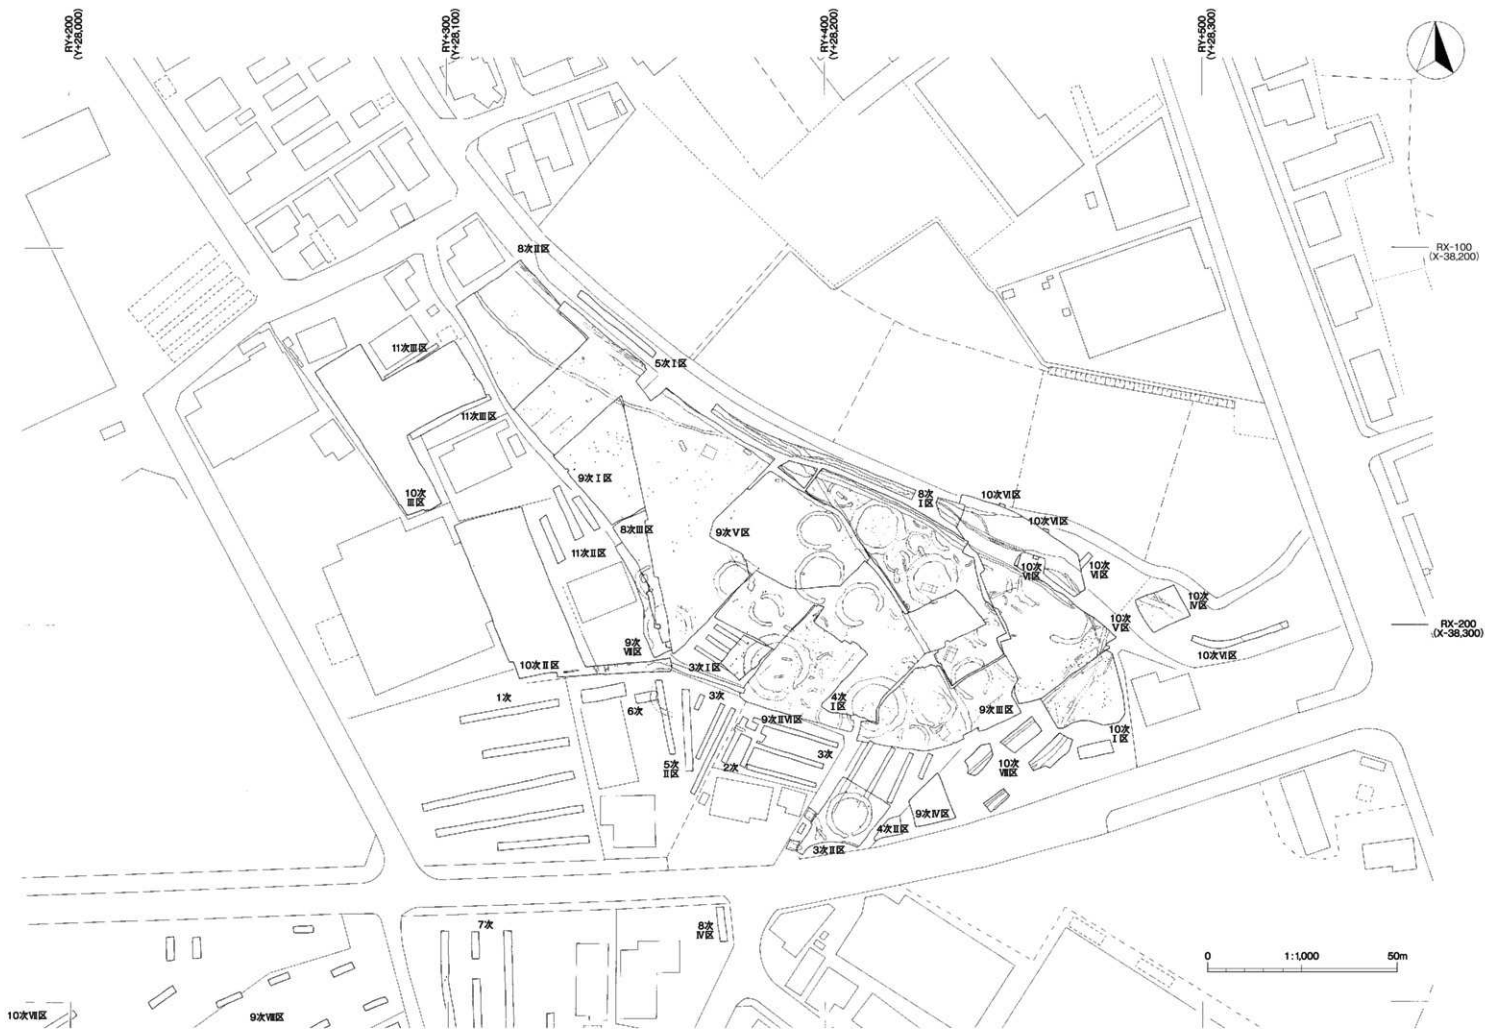 RY+200
(Y+28,000)
RY+300
(Y+28,100)
RY+400
(Y+28,200)
RY+500
(Y+28,300)
RX-100
(X-38,200)
8次Ⅱ区
11次Ⅲ区
5次Ⅰ区
11次Ⅲ区
9次Ⅰ区
10次
Ⅲ区
8次
Ⅰ区
10次Ⅵ区
10次Ⅵ区
8次Ⅲ区
9次Ⅴ区
11次Ⅱ区
10次
Ⅵ区
10次
Ⅵ区
10次
Ⅳ区
10次
Ⅴ区
RX-200
(X-38,300)
9次
Ⅶ区
10次Ⅱ区
3次Ⅰ区
10次Ⅵ区
1次
6次
3次
4次
Ⅰ区
9次ⅡⅥ区
9次Ⅲ区
10次
Ⅰ区
3次
5次
Ⅱ区
2次
10次
Ⅷ区
9次Ⅳ区
4次Ⅱ区
3次Ⅱ区
7次
8次
Ⅳ区
0
1:1,000
50m
10次Ⅶ区
9次Ⅷ区